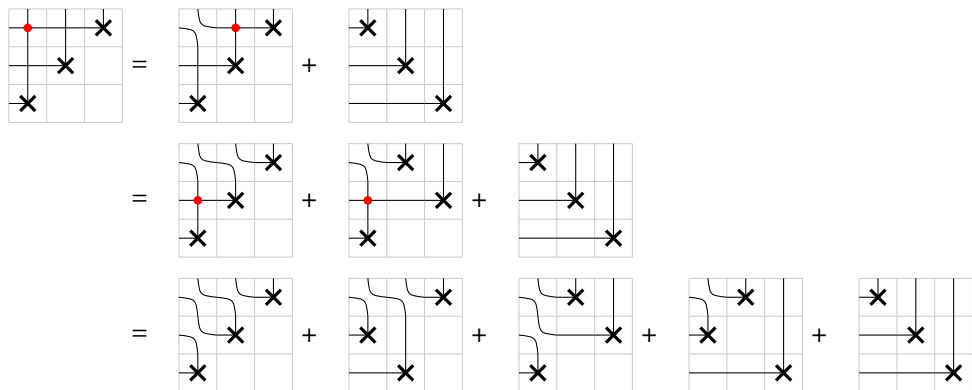 = +
= + +
= + + + +